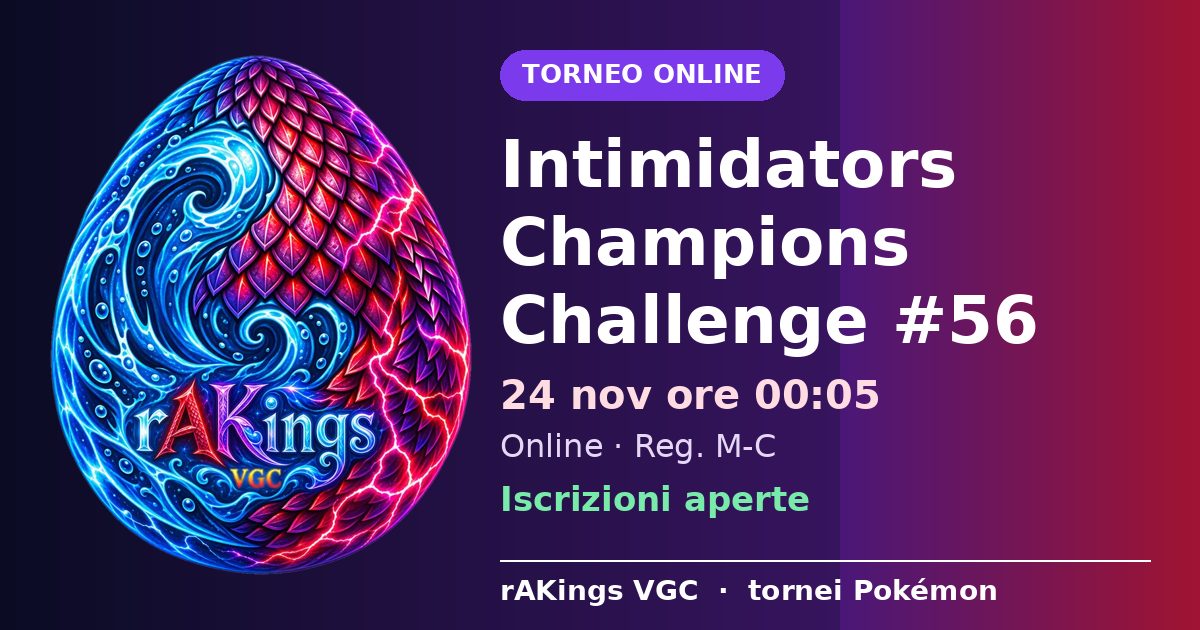 TORNEO ONLINE
Intimidators
Champions
Challenge #56
24 nov ore 00:05
Online · Reg. M-C
Iscrizioni aperte
rAKings VGC · tornei Pokémon
rAKings
VGC